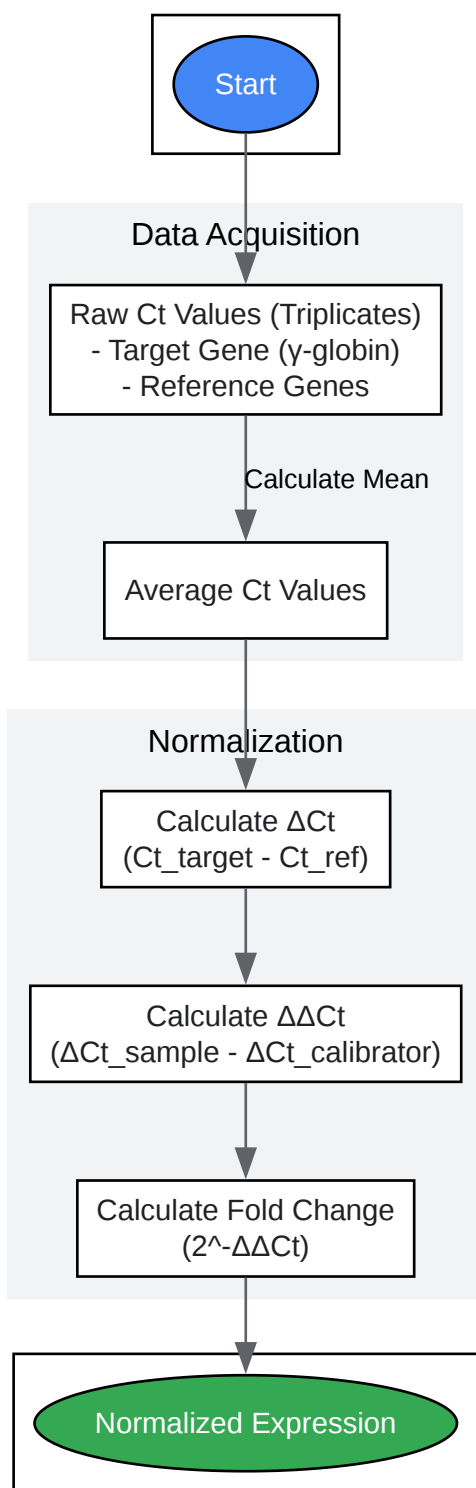 Start
Data Acquisition
Raw Ct Values (Triplicates)
- Target Gene (γ-globin)
- Reference Genes
Calculate Mean
Average Ct Values
Normalization
Calculate ΔCt
(Ct_target - Ct_ref)
Calculate ΔΔCt
(ΔCt_sample - ΔCt_calibrator)
Calculate Fold Change
(2^-ΔΔCt)
Normalized Expression